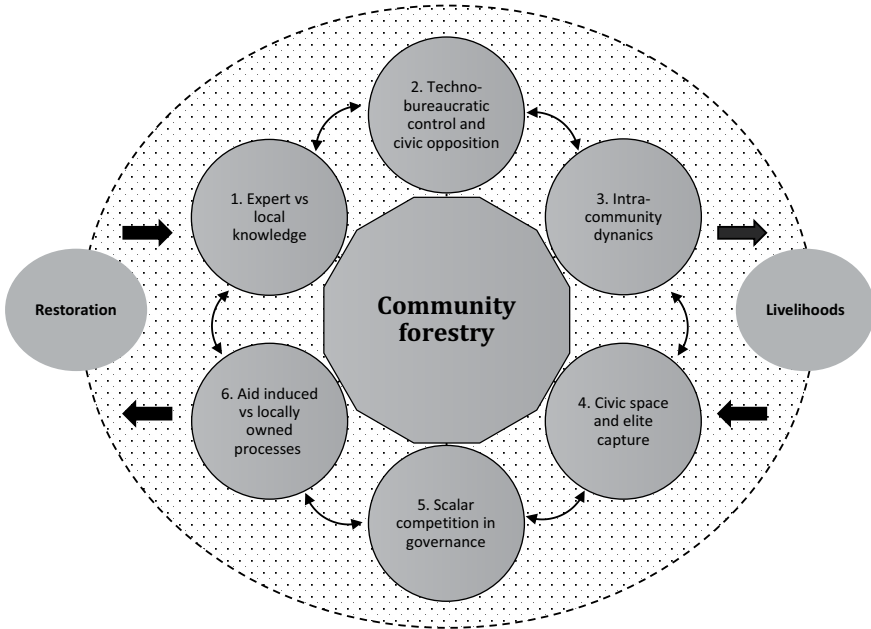 2. Techno-
bureaucratic
control and
civic opposition
1. Expert vs
local
knowledge
3. Intra-
community
dynamics
Restoration
Community
forestry
Livelihoods
6. Aid induced
vs locally
owned
processes
4. Civic space
and elite
capture
5. Scalar
competition in
governance